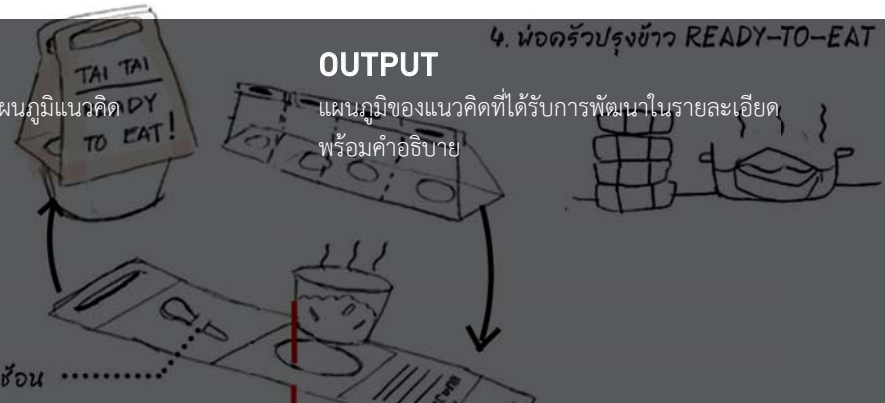 4. พ่อครัวปรุงข้าว READY-TO-EAT
OUTPUT
แผนภูมิของแนวคิดที่ได้รับการพัฒนาในรายละเอียด
พร้อมคำอธิบาย
ผนภูมิแนวคิด
TAI TAI
READY
TO EAT!
ช้อน